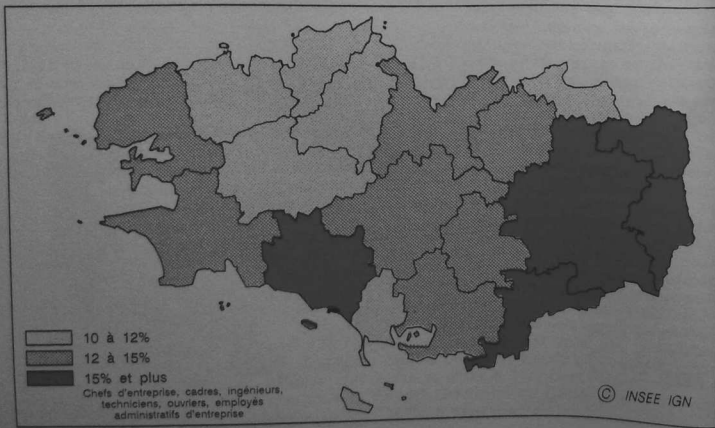 10 à 12%
12 à 15%
15% et plus
Chefs d'entreprise, cadres, ingénieurs,
techniciens, ouvriers, employés
administratifs d'entreprise
© INSEE IGN